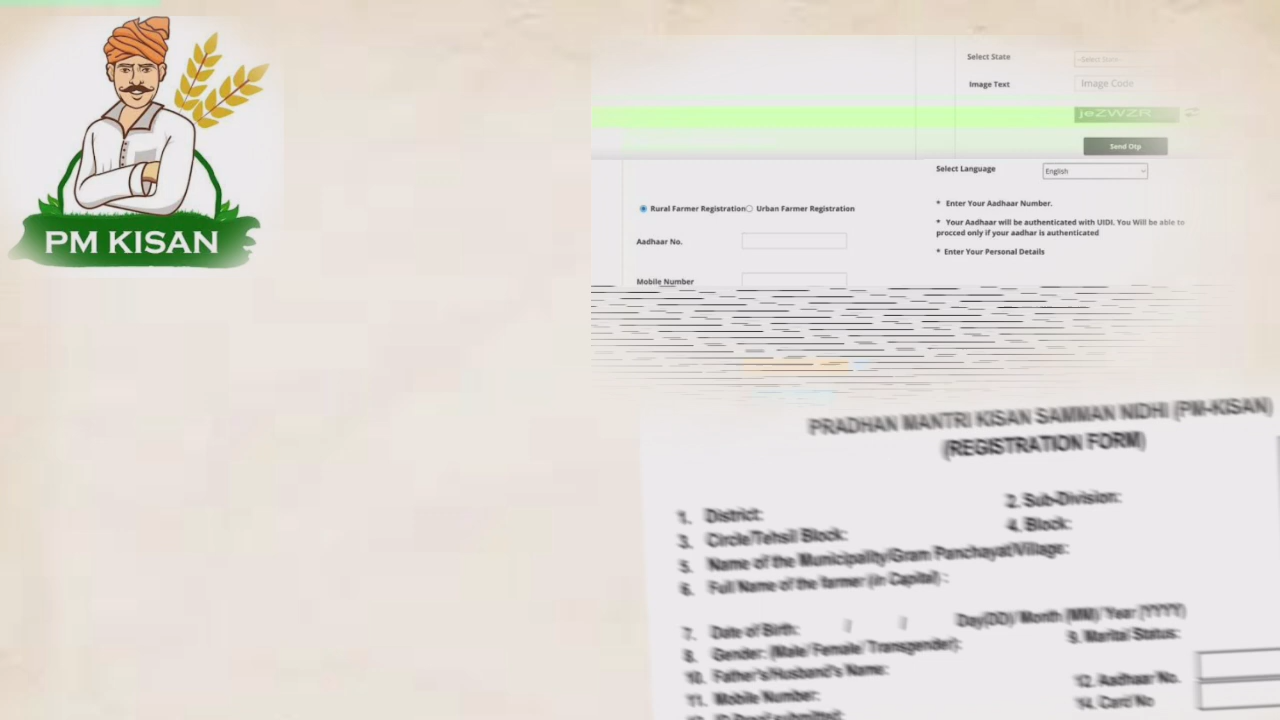 PM KISAN
Select State
--Select State--
Image Text
Image Code
jeZWZR
Send Otp
Select Language
English
Rural Farmer Registration Urban Farmer Registration
* Enter Your Aadhaar Number.
* Your Aadhaar will be authenticated with UIDI. You Will be able to
procced only if your aadhar is authenticated
Aadhaar No.
* Enter Your Personal Details
Mobile Number
PRADHAN MANTRI KISAN SAMMAN NIDHI (PM-KISAN)
(REGISTRATION FORM)
1. District:
2. Sub-Division:
3. Circle/Tehsil Block:
4. Block:
5. Name of the Municipality/Gram Panchayat/Village:
6. Full Name of the farmer (in Capital) :
7. Date of Birth: / / Day(DD)/ Month (MM)/ Year (YYYY)
8. Gender: (Male/ Female/ Transgender):
9. Marital Status:
10. Father's/Husband's Name:
11. Mobile Number:
12. Aadhaar No.
14. Card No